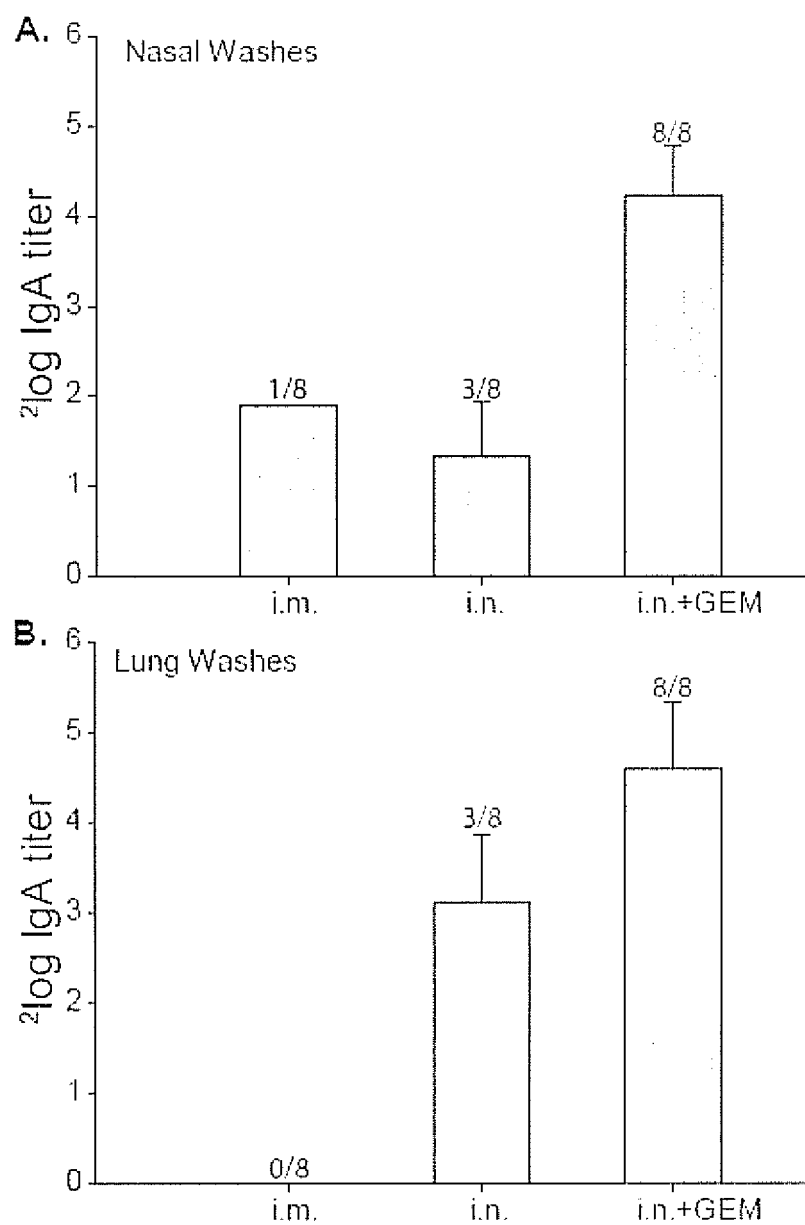 A.
Nasal Washes
²log IgA titer
6
5
4
3
2
1
0
1/8
3/8
8/8
i.m.
i.n.
i.n.+GEM
B.
Lung Washes
²log IgA titer
6
5
4
3
2
1
0
0/8
3/8
8/8
i.m.
i.n.
i.n.+GEM